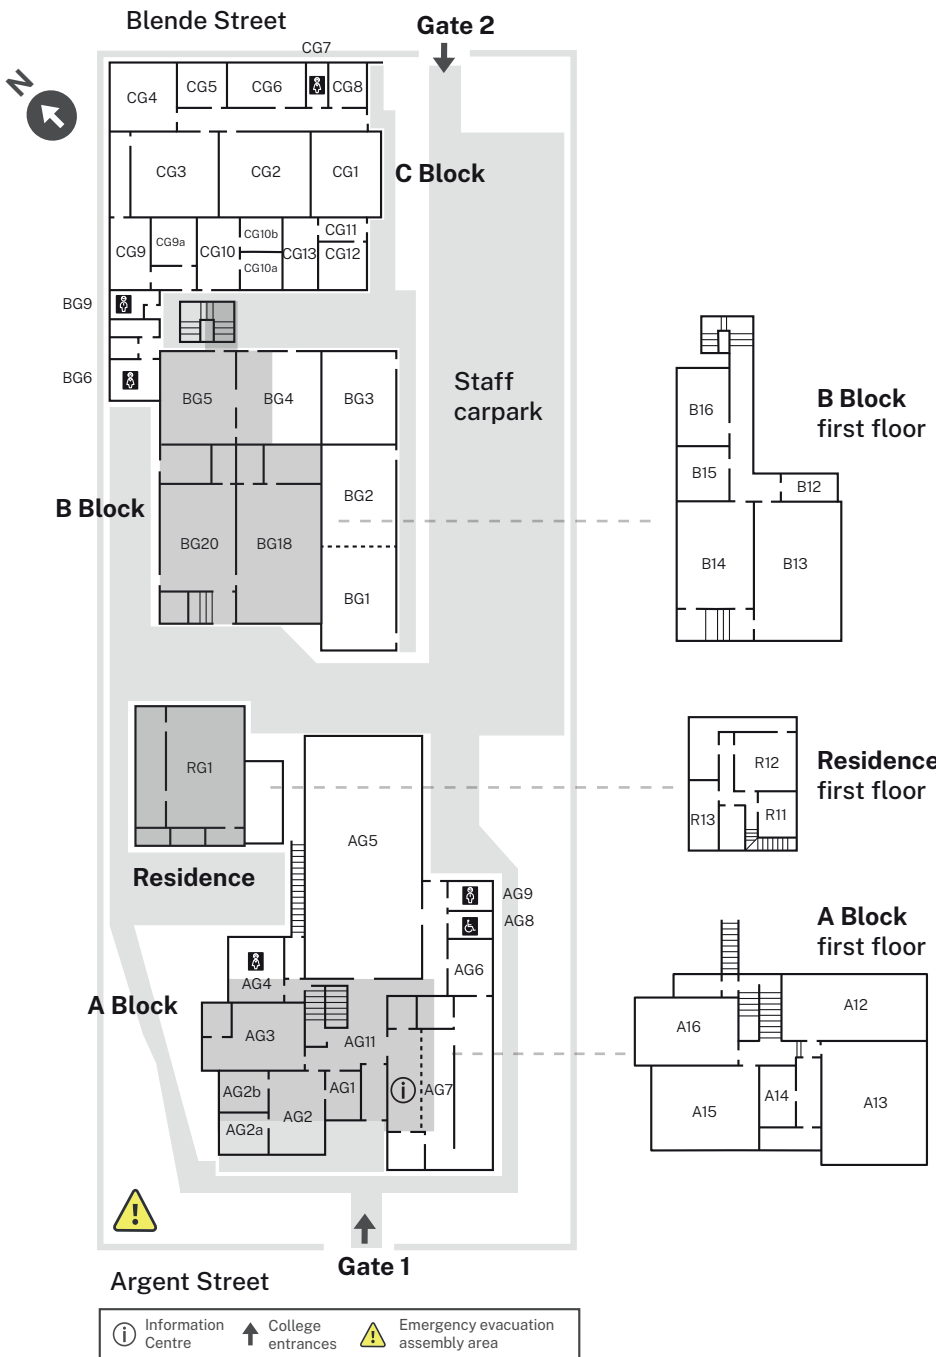 Blende Street
Gate 2
N
CG7
CG4
CG5
CG6
CG8
CG3
CG2
CG1
C Block
CG9
CG9a
CG10
CG10b
CG10a
CG13
CG11
CG12
BG9
BG6
BG5
BG4
BG3
Staff
carpark
B Block
BG2
BG20
BG18
BG1
B16
B15
B12
B14
B13
B Block
first floor
RG1
Residence
R12
R13
R11
Residence
first floor
AG5
AG9
AG8
AG6
AG4
A Block
AG3
AG11
AG2b
AG1
AG7
AG2
AG2a
i
A Block
first floor
A12
A16
A14
A15
A13
!
Gate 1
Argent Street
i
Information
Centre
College
entrances
!
Emergency evacuation
assembly area